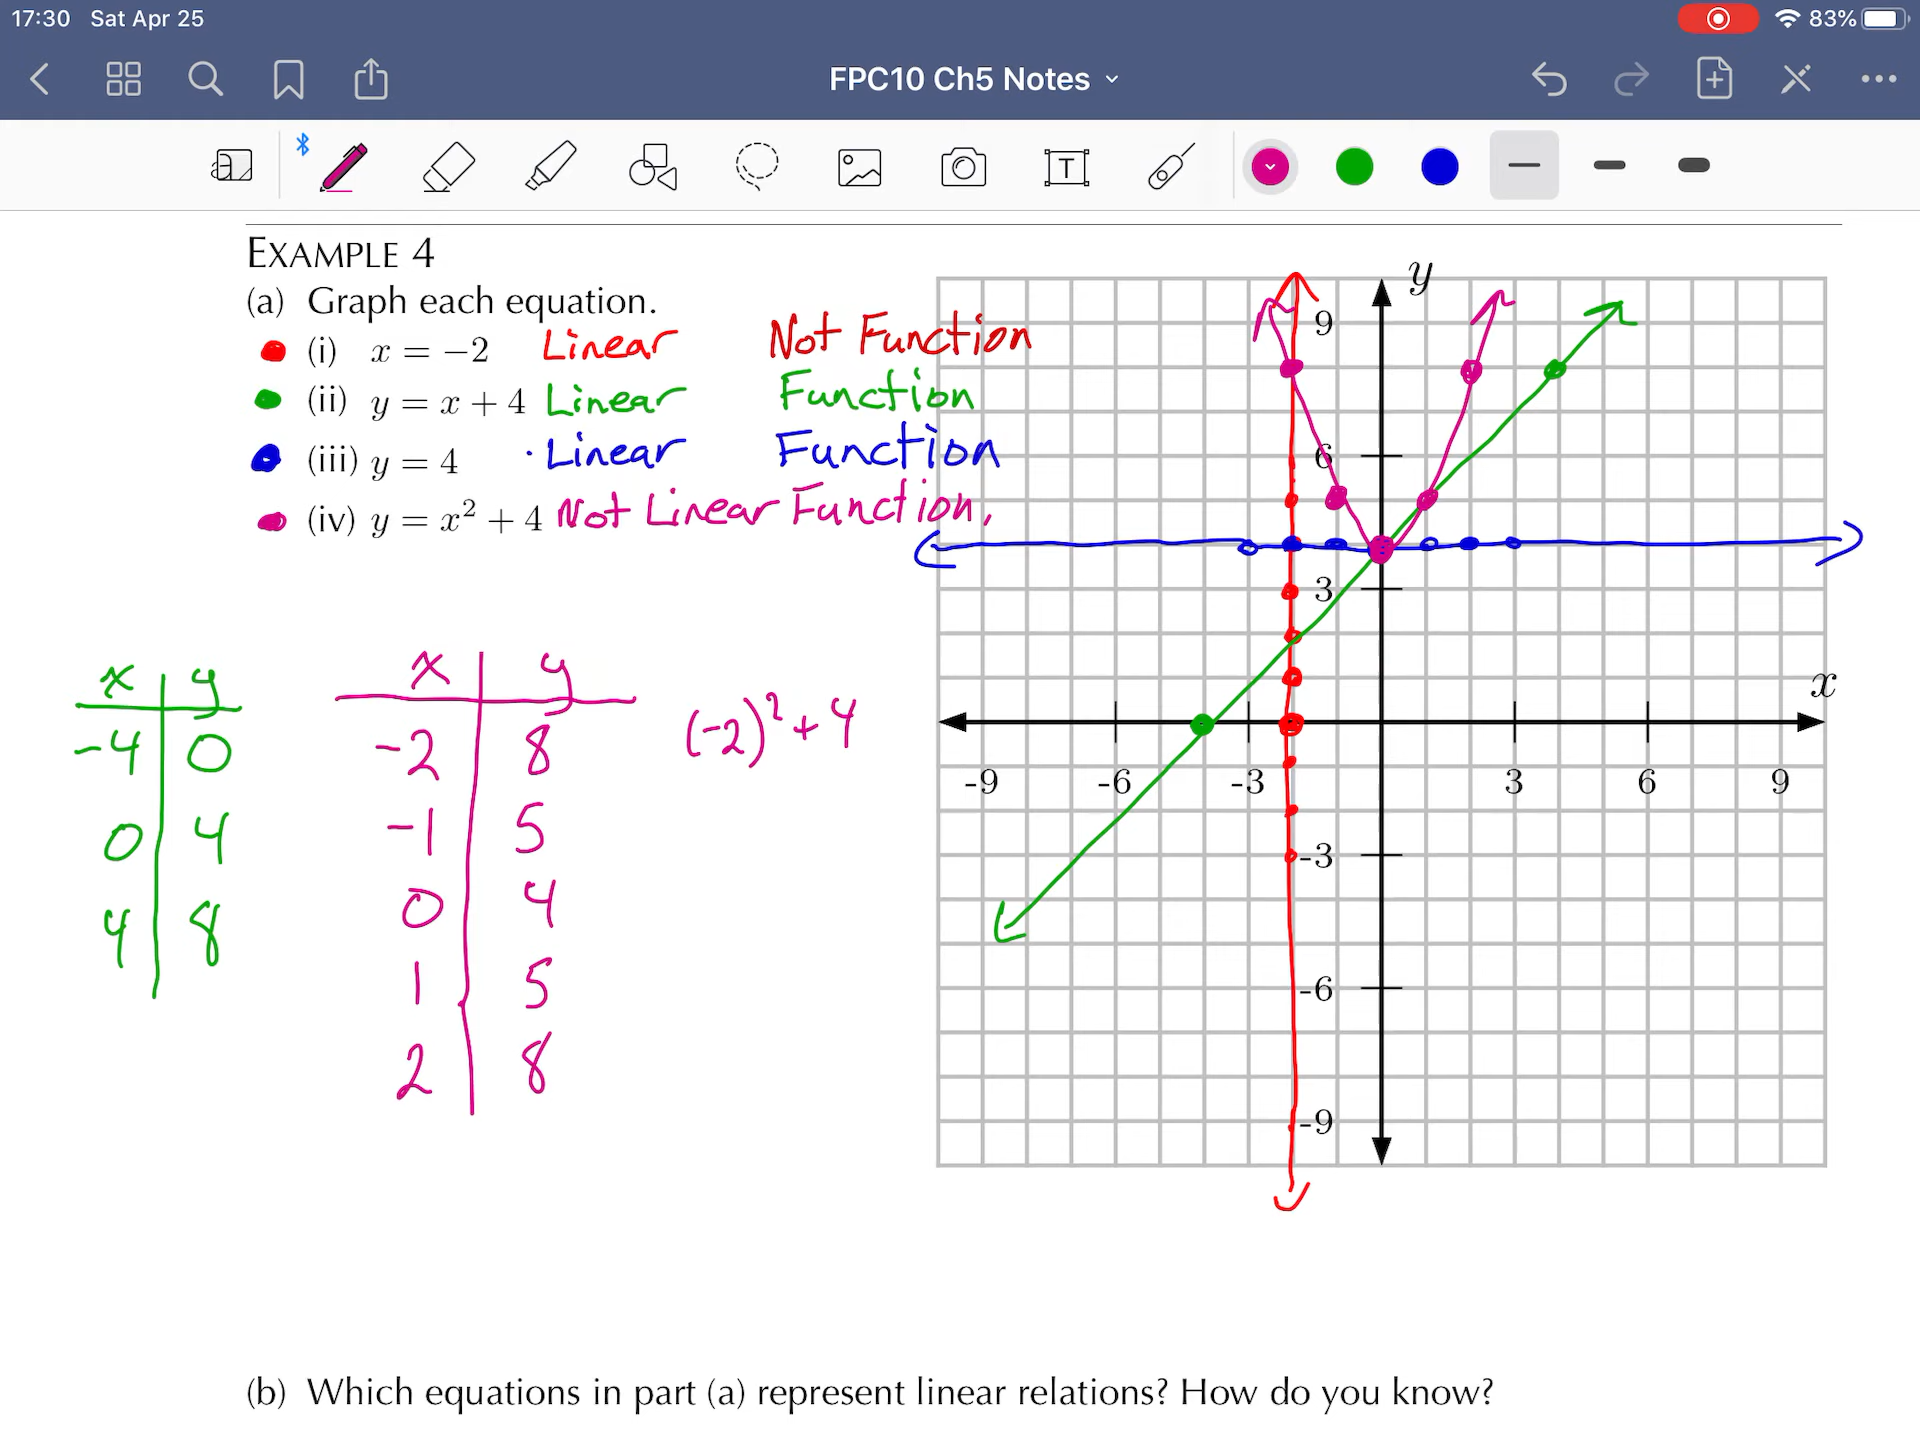 17:30 Sat Apr 25 83%
FPC10 Ch5 Notes
T
EXAMPLE 4
(a) Graph each equation.
(i) x = −2 Linear Not Function
(ii) y = x + 4 Linear Function
(iii) y = 4 Linear Function
(iv) y = x² + 4 Not Linear Function,
x y
-4 0
0 4
4 8
x y
-2 8
-1 5
0 4
1 5
2 8
(-2)² + 4
y
9
6
3
x
-9 -6 -3 3 6 9
-3
-6
-9
(b) Which equations in part (a) represent linear relations? How do you know?